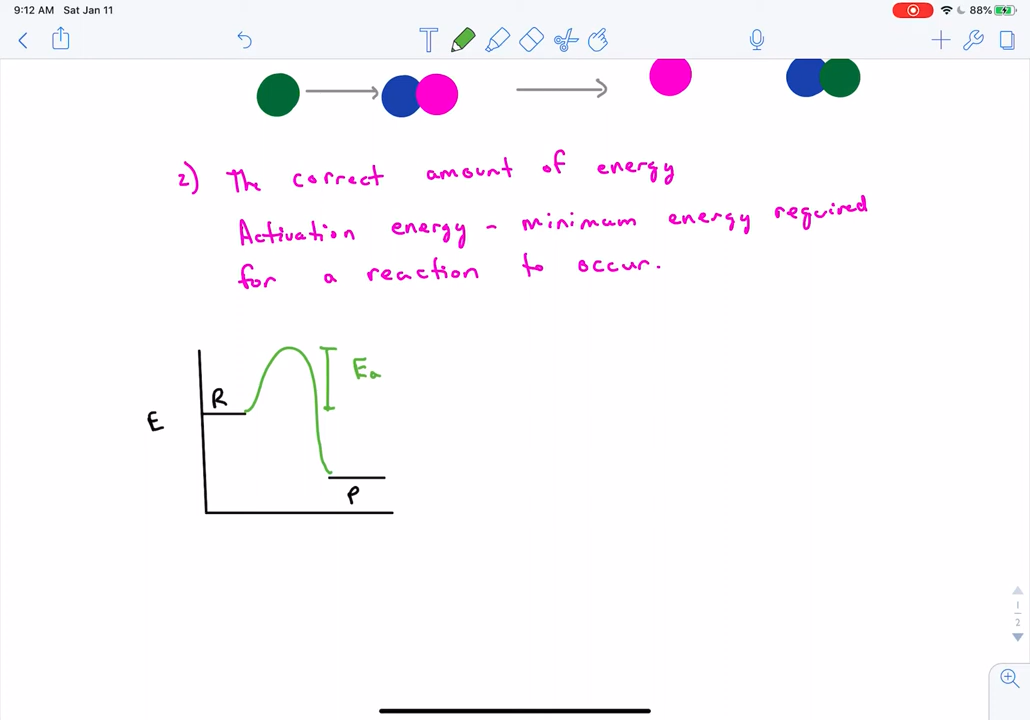 9:12 AM Sat Jan 11
88%
T
2) The correct amount of energy
Activation energy - minimum energy required
for a reaction to occur.
Ea
R
E
P
1
2